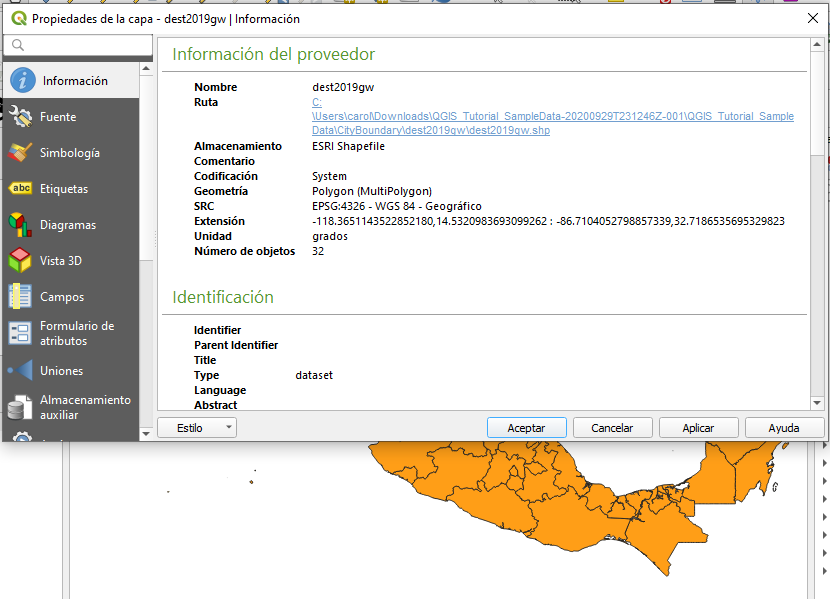 Propiedades de la capa - dest2019gw | Información
Información
Fuente
Simbología
abc Etiquetas
Diagramas
Vista 3D
Campos
Formulario de
atributos
Uniones
Almacenamiento
auxiliar
Información del proveedor
Nombre dest2019gw
Ruta C:
\Users\carol\Downloads\QGIS_Tutorial_SampleData-20200929T231246Z-001\QGIS_Tutorial_Sample
Data\CityBoundary\dest2019gw\dest2019gw.shp
Almacenamiento ESRI Shapefile
Comentario
Codificación System
Geometría Polygon (MultiPolygon)
SRC EPSG:4326 - WGS 84 - Geográfico
Extensión -118.3651143522852180,14.5320983693099262 : -86.7104052798857339,32.7186535695329823
Unidad grados
Número de objetos 32
Identificación
Identifier
Parent Identifier
Title
Type dataset
Language
Abstract
Estilo
Aceptar
Cancelar
Aplicar
Ayuda